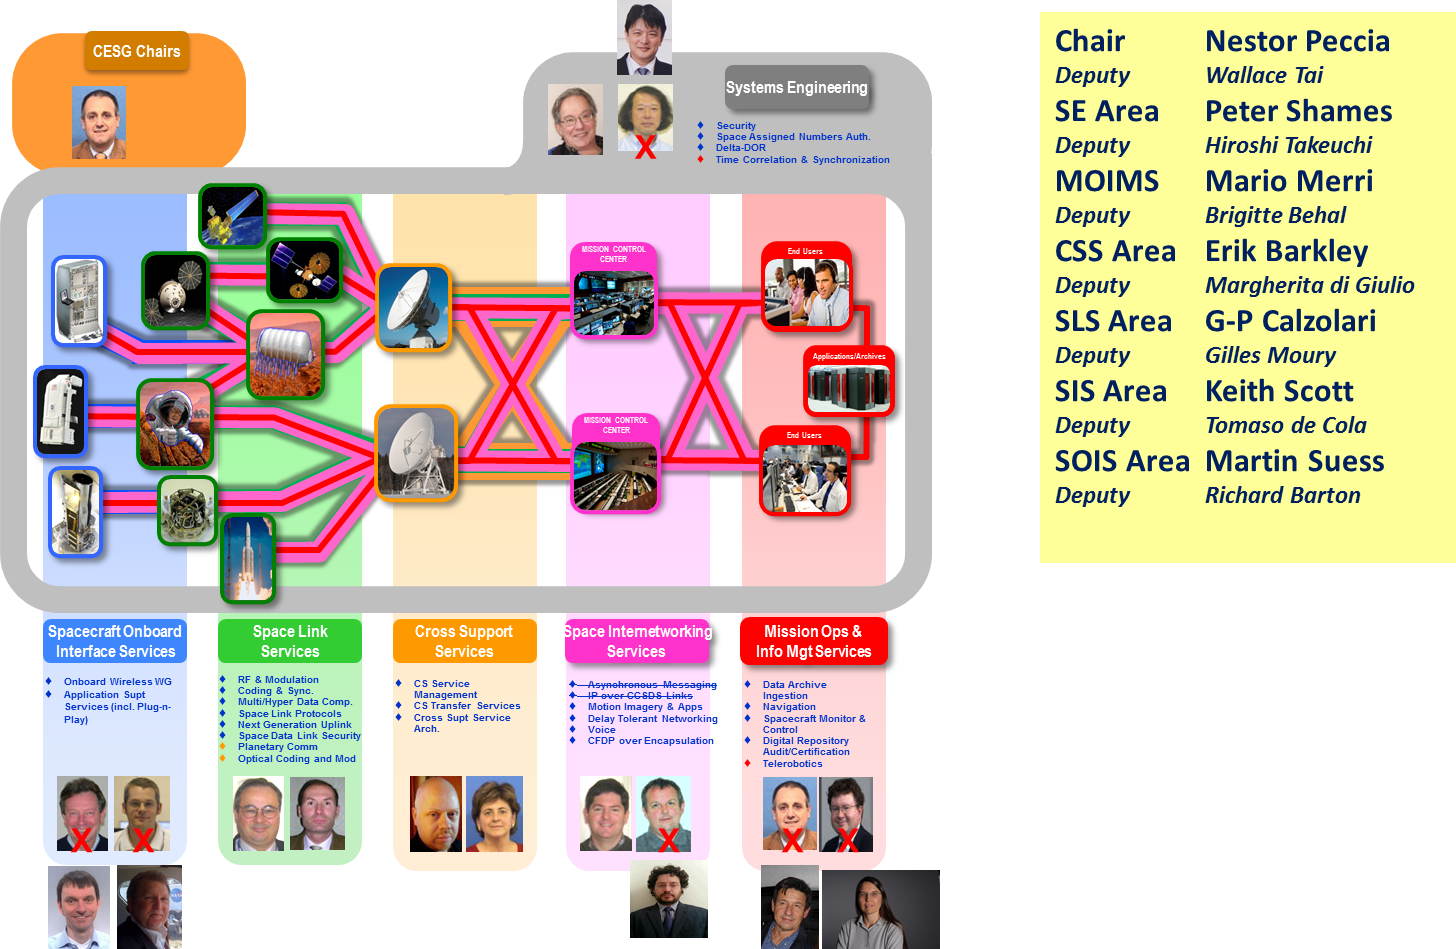 CESG Chairs
Systems Engineering
Security
Space Assigned Numbers Auth.
Delta-DOR
Time Correlation & Synchronization
X
Chair Nestor Peccia
Deputy Wallace Tai
SE Area Peter Shames
Deputy Hiroshi Takeuchi
MOIMS Mario Merri
Deputy Brigitte Behal
CSS Area Erik Barkley
Deputy Margherita di Giulio
SLS Area G-P Calzolari
Deputy Gilles Moury
SIS Area Keith Scott
Deputy Tomaso de Cola
SOIS Area Martin Suess
Deputy Richard Barton
MISSION CONTROL
CENTER
End Users
Applications/Archives
MISSION CONTROL
CENTER
End Users
Spacecraft Onboard
Interface Services
Onboard Wireless WG
Application Supt
Services (incl. Plug-n-
Play)
X X
Space Link
Services
RF & Modulation
Coding & Sync.
Multi/Hyper Data Comp.
Space Link Protocols
Next Generation Uplink
Space Data Link Security
Planetary Comm
Optical Coding and Mod
Cross Support
Services
CS Service
Management
CS Transfer Services
Cross Supt Service
Arch.
Space Internetworking
Services
Asynchronous Messaging
IP over CCSDS Links
Motion Imagery & Apps
Delay Tolerant Networking
Voice
CFDP over Encapsulation
X
Mission Ops &
Info Mgt Services
Data Archive
Ingestion
Navigation
Spacecraft Monitor &
Control
Digital Repository
Audit/Certification
Telerobotics
X X